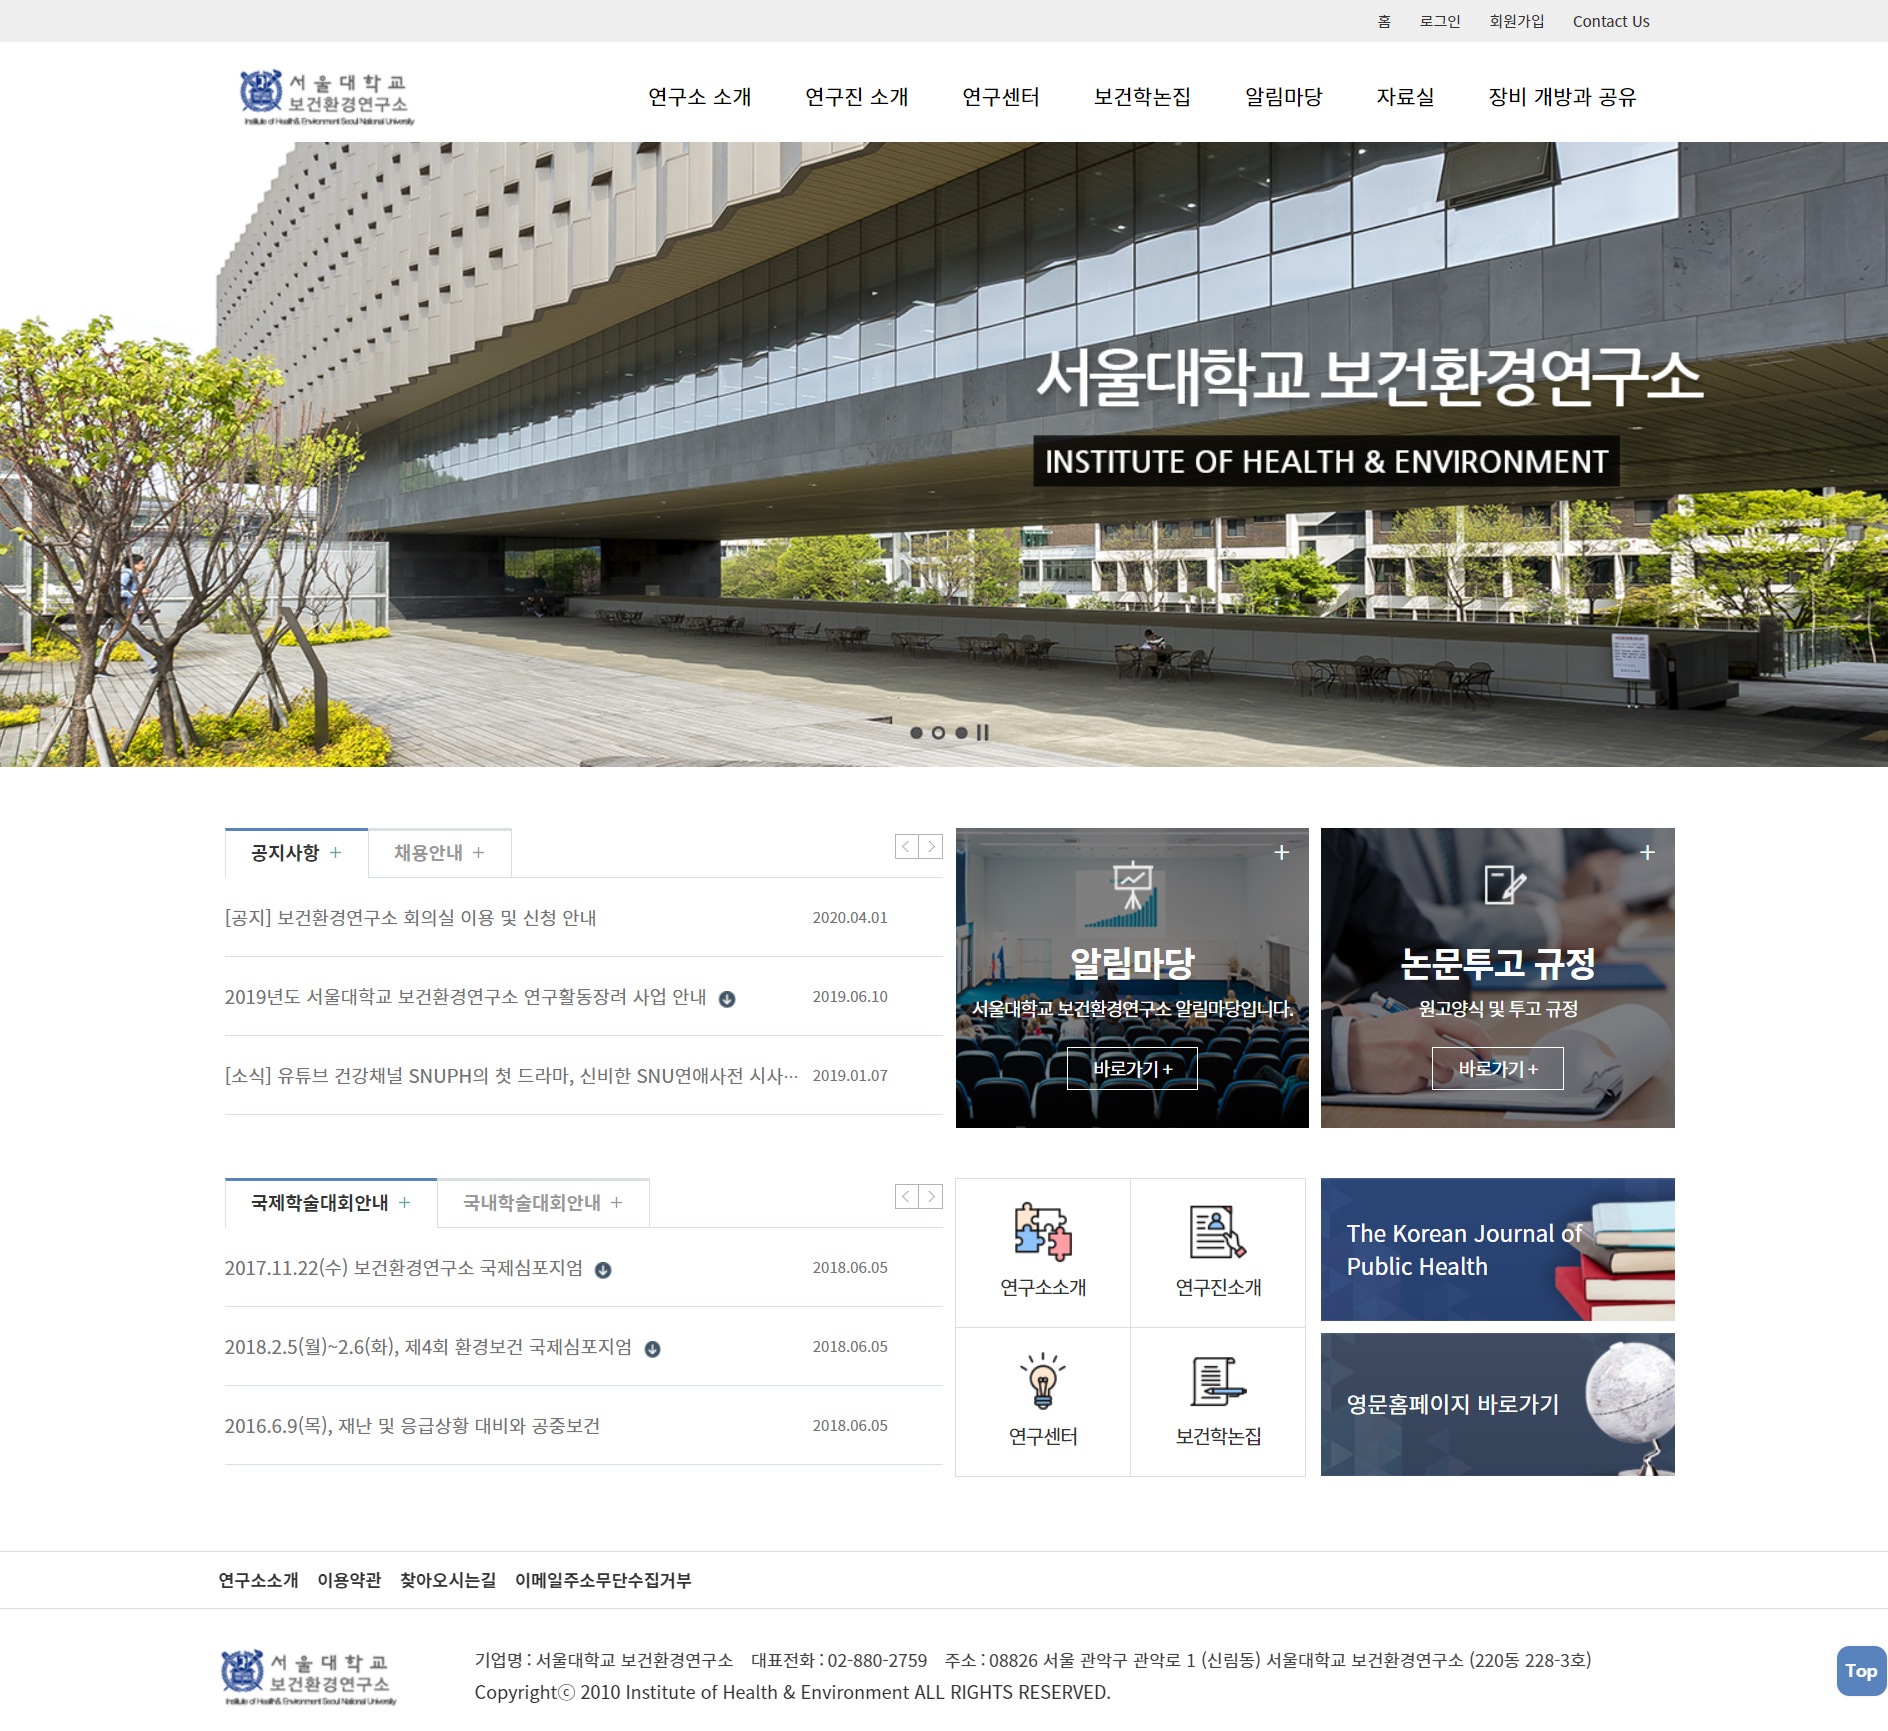 홈 로그인 회원가입 Contact Us
서울대학교
보건환경연구소
Institute of Health & Environment Seoul National University
연구소 소개 연구진 소개 연구센터 보건학논집 알림마당 자료실 장비 개방과 공유
서울대학교 보건환경연구소
INSTITUTE OF HEALTH & ENVIRONMENT
공지사항 + 채용안내 +
[공지] 보건환경연구소 회의실 이용 및 신청 안내 2020.04.01
2019년도 서울대학교 보건환경연구소 연구활동장려 사업 안내 2019.06.10
[소식] 유튜브 건강채널 SNUPH의 첫 드라마, 신비한 SNU연애사전 시사··· 2019.01.07
알림마당
서울대학교 보건환경연구소 알림마당입니다.
바로가기 +
논문투고 규정
원고양식 및 투고 규정
바로가기 +
국제학술대회안내 + 국내학술대회안내 +
2017.11.22(수) 보건환경연구소 국제심포지엄 2018.06.05
2018.2.5(월)~2.6(화), 제4회 환경보건 국제심포지엄 2018.06.05
2016.6.9(목), 재난 및 응급상황 대비와 공중보건 2018.06.05
연구소소개 연구진소개
연구센터 보건학논집
The Korean Journal of
Public Health
영문홈페이지 바로가기
연구소소개 이용약관 찾아오시는길 이메일주소무단수집거부
서울대학교
보건환경연구소
Institute of Health & Environment Seoul National University
기업명 : 서울대학교 보건환경연구소 대표전화 : 02-880-2759 주소 : 08826 서울 관악구 관악로 1 (신림동) 서울대학교 보건환경연구소 (220동 228-3호)
Copyrightⓒ 2010 Institute of Health & Environment ALL RIGHTS RESERVED.
Top